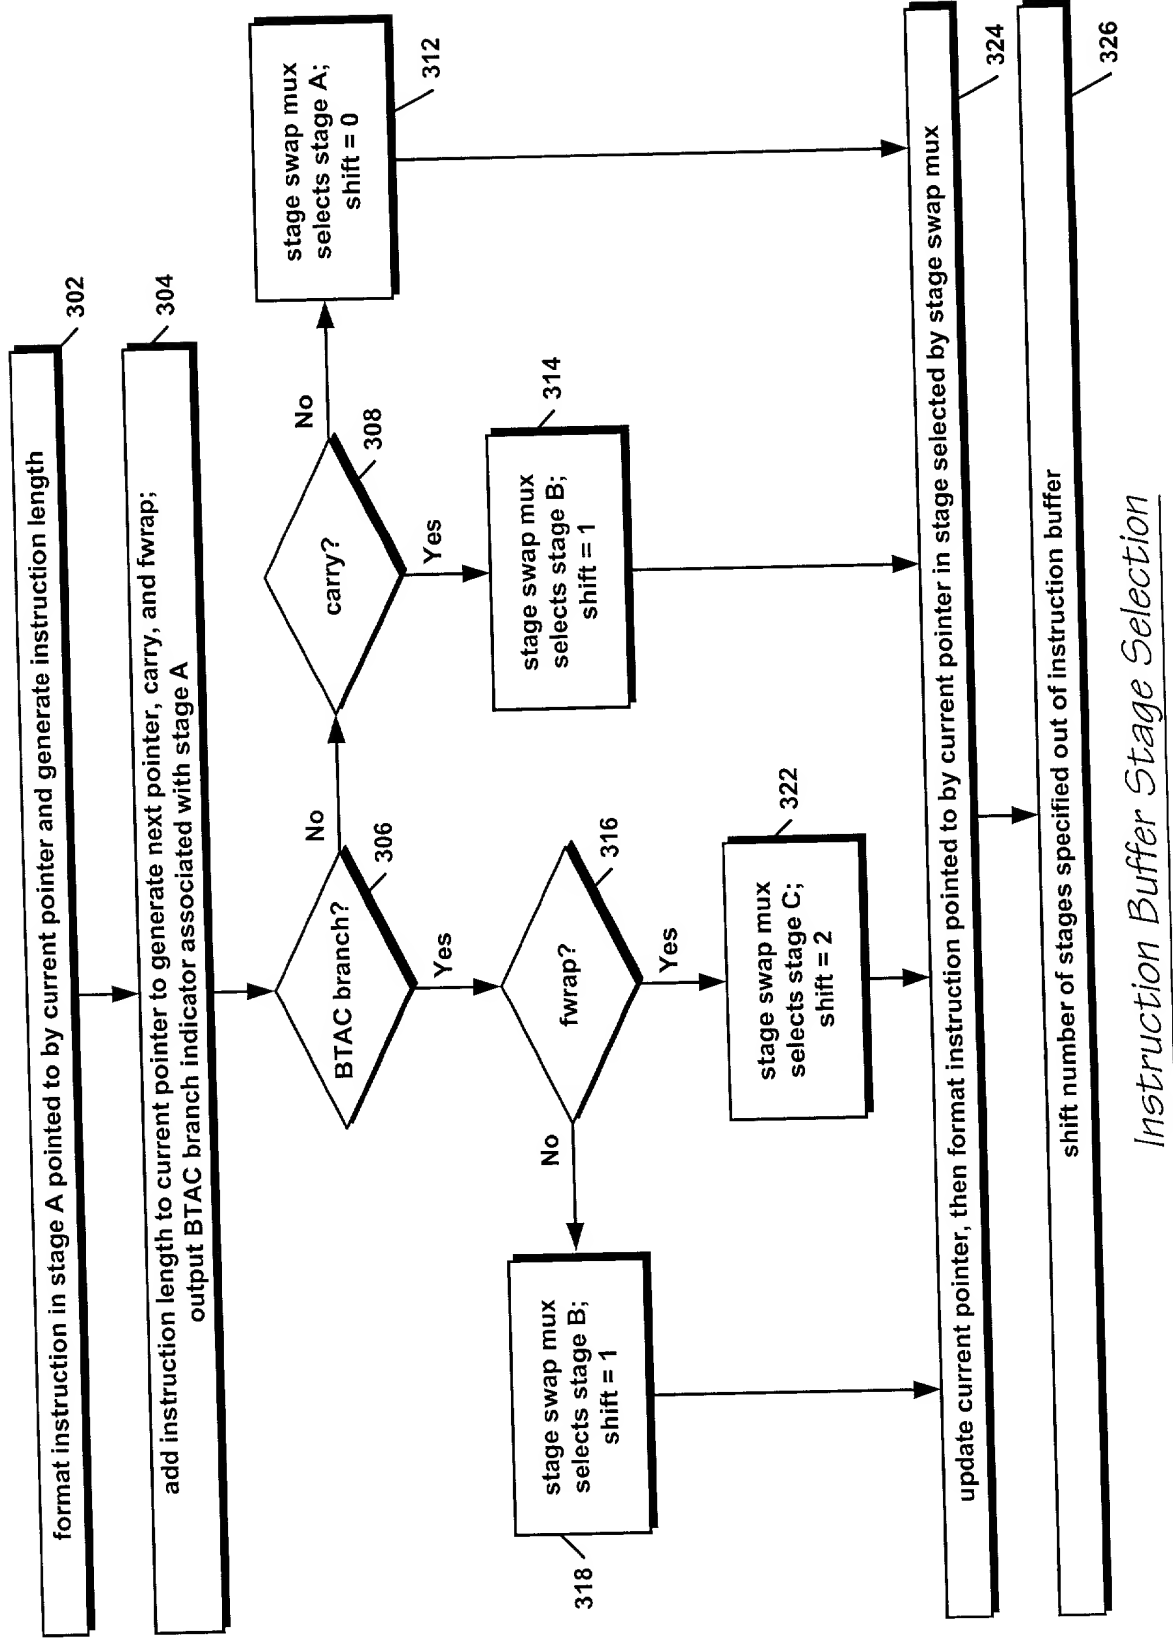 format instruction in stage A pointed to by current pointer and generate instruction length
302
add instruction length to current pointer to generate next pointer, carry, and fwrap;
output BTAC branch indicator associated with stage A
304
BTAC branch?
306
No
Yes
carry?
308
No
Yes
stage swap mux
selects stage A;
shift = 0
312
stage swap mux
selects stage B;
shift = 1
314
fwrap?
316
No
Yes
stage swap mux
selects stage B;
shift = 1
318
stage swap mux
selects stage C;
shift = 2
322
update current pointer, then format instruction pointed to by current pointer in stage selected by stage swap mux
324
shift number of stages specified out of instruction buffer
326
Instruction Buffer Stage Selection